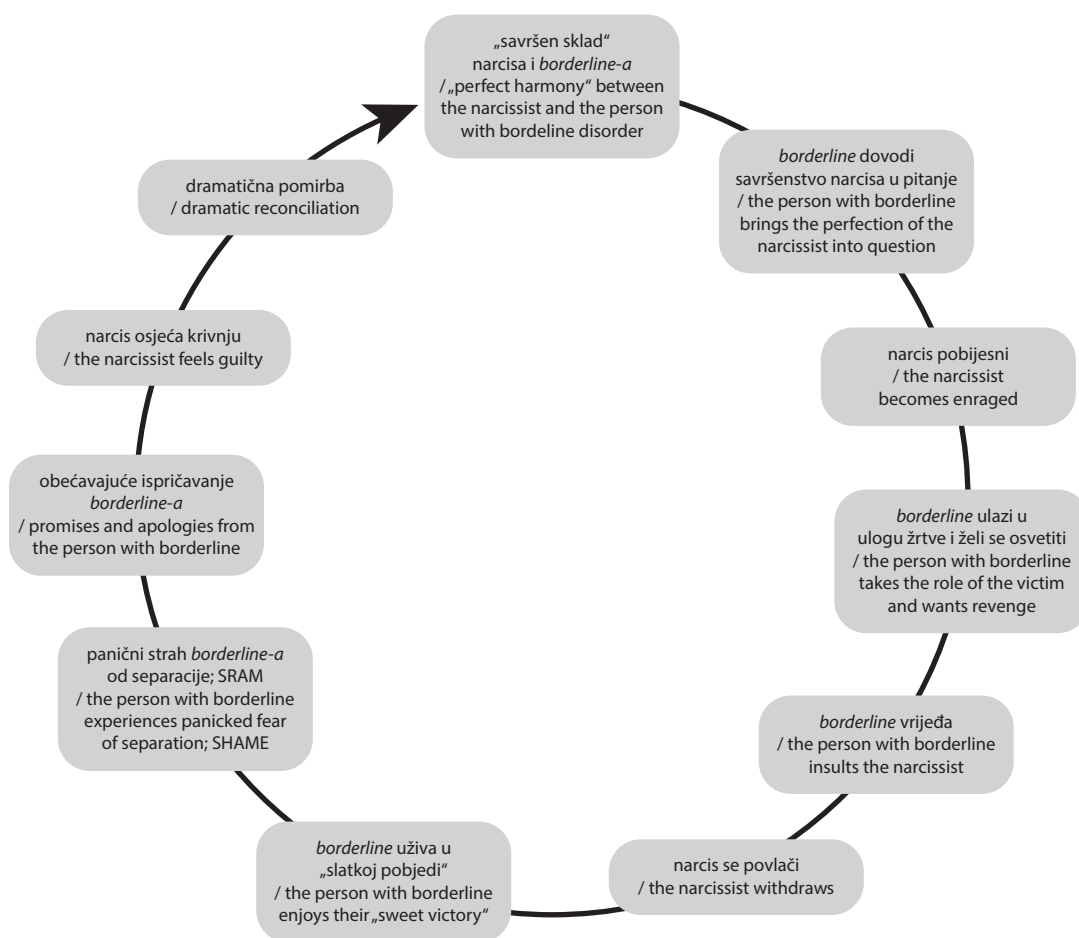 „savršen sklad“
narcisa i borderline-a
/ „perfect harmony“ between
the narcissist and the person
with bordeline disorder
borderline dovodi
savršenstvo narcisa u pitanje
/ the person with borderline
brings the perfection of the
narcissist into question
narcis pobijesni
/ the narcissist
becomes enraged
borderline ulazi u
ulogu žrtve i želi se osvetiti
/ the person with borderline
takes the role of the victim
and wants revenge
borderline vrijeđa
/ the person with borderline
insults the narcissist
narcis se povlači
/ the narcissist withdraws
borderline uživa u
„slatkoj pobjedi“
/ the person with borderline
enjoys their „sweet victory“
panični strah borderline-a
od separacije; SRAM
/ the person with borderline
experiences panicked fear
of separation; SHAME
obećavajuće ispričavanje
borderline-a
/ promises and apologies from
the person with borderline
narcis osjeća krivnju
/ the narcissist feels guilty
dramatična pomirba
/ dramatic reconciliation